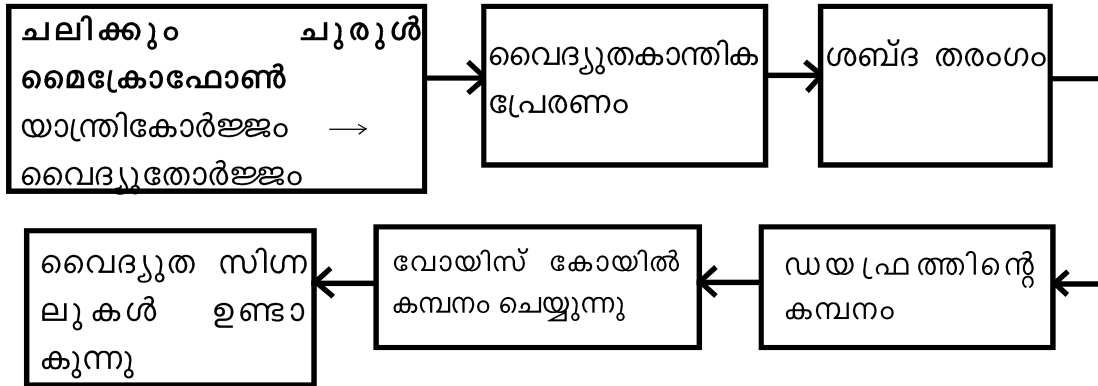 ചലിക്കും ചുരുൾ
മൈക്രോഫോൺ
യാന്ത്രികോർജ്ജം →
വൈദ്യുതോർജ്ജം
വൈദ്യുതകാന്തിക
പ്രേരണം
ശബ്ദ തരംഗം
ഡയഫ്രത്തിന്റെ
കമ്പനം
വോയിസ് കോയിൽ
കമ്പനം ചെയ്യുന്നു
വൈദ്യുത സിഗ്ന
ലുകൾ ഉണ്ടാ
കുന്നു